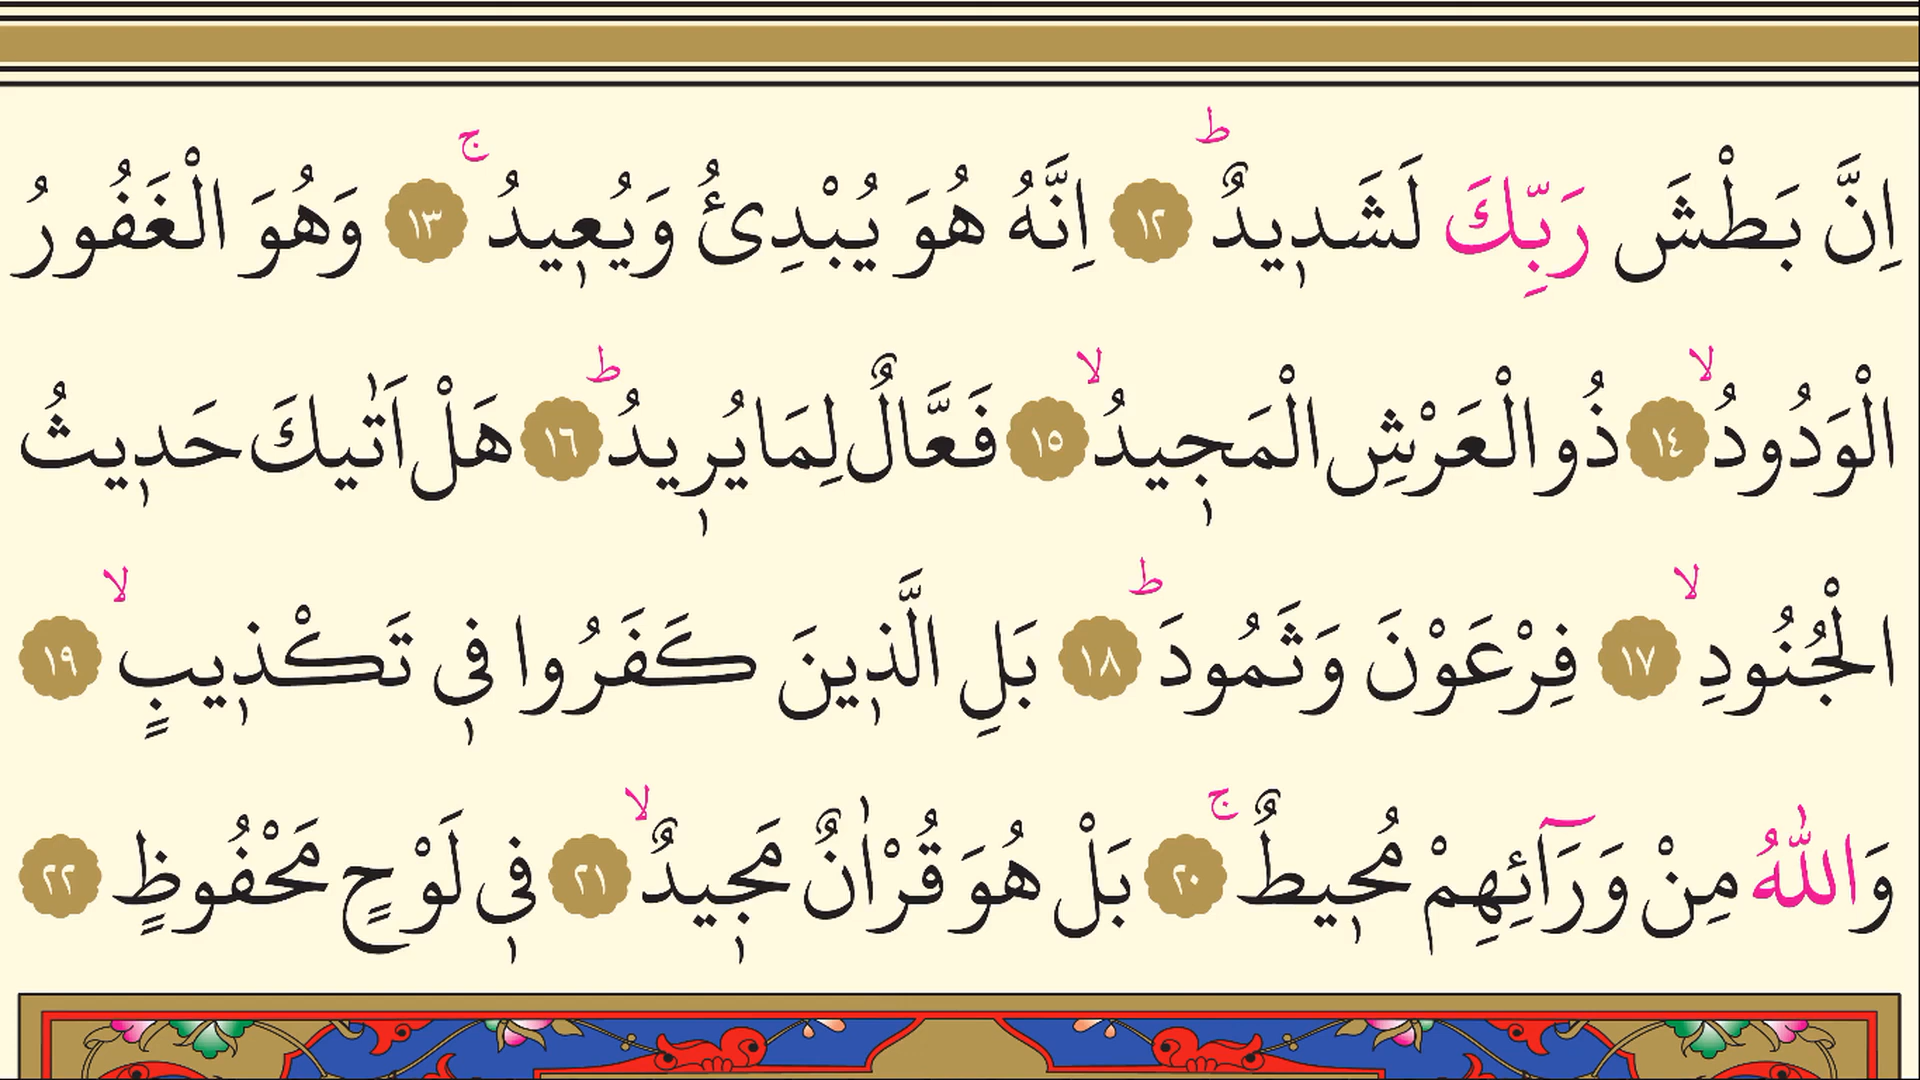 اِنَّ بَطْشَ رَبِّكَ لَشَد۪يدٌۜ ﴿١٢﴾ اِنَّهُ هُوَ يُبْدِئُ وَيُع۪يدُۚ ﴿١٣﴾ وَهُوَ الْغَفُورُ
الْوَدُودُۙ ﴿١٤﴾ ذُو الْعَرْشِ الْمَج۪يدُۙ ﴿١٥﴾ فَعَّالٌ لِمَا يُر۪يدُۜ ﴿١٦﴾ هَلْ اَتٰيكَ حَد۪يثُ
الْجُنُودِۙ ﴿١٧﴾ فِرْعَوْنَ وَثَمُودَۜ ﴿١٨﴾ بَلِ الَّذ۪ينَ كَفَرُوا ف۪ي تَكْذ۪يبٍۙ ﴿١٩﴾
وَاللّٰهُ مِنْ وَرَآئِهِمْ مُح۪يطٌۚ ﴿٢٠﴾ بَلْ هُوَ قُرْاٰنٌ مَج۪يدٌۙ ﴿٢١﴾ ف۪ي لَوْحٍ مَحْفُوظٍ ﴿٢٢﴾